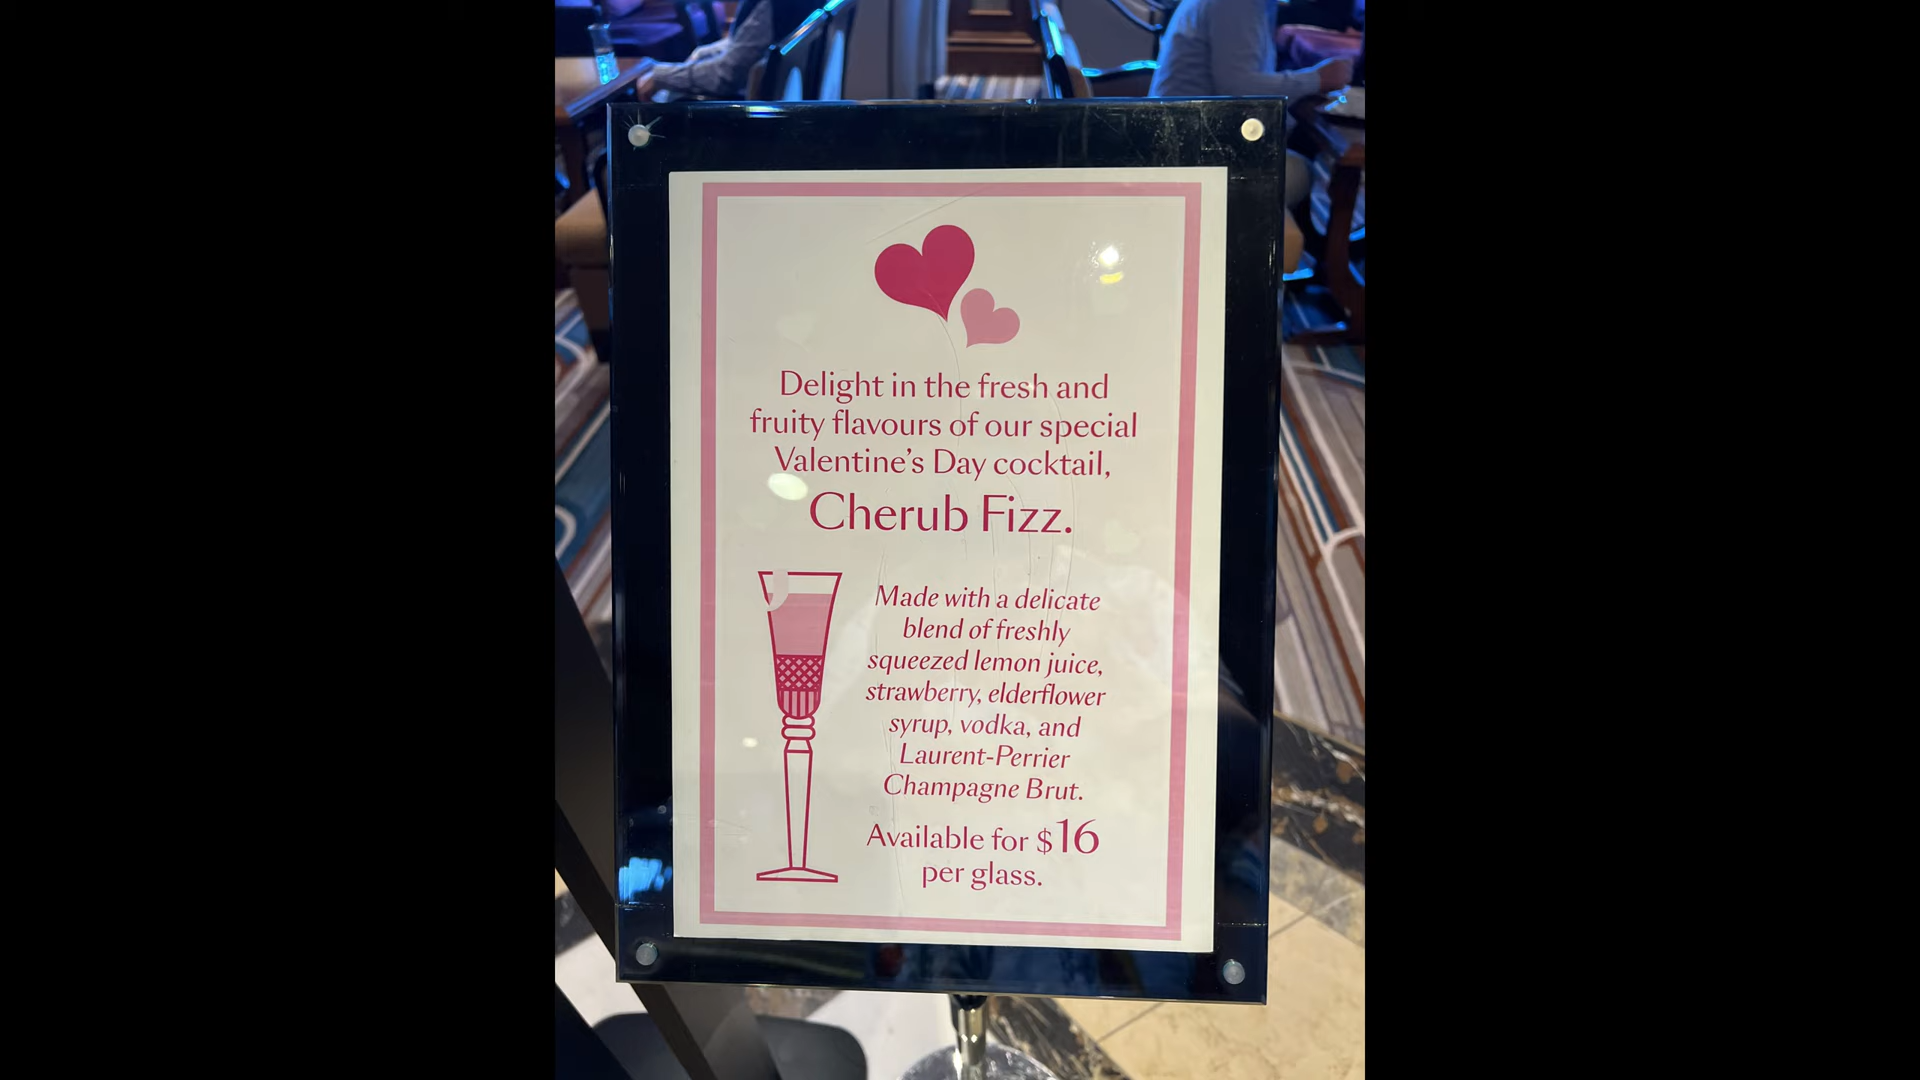 Delight in the fresh and
fruity flavours of our special
Valentine's Day cocktail,
Cherub Fizz.
Made with a delicate
blend of freshly
squeezed lemon juice,
strawberry, elderflower
syrup, vodka, and
Laurent-Perrier
Champagne Brut.
Available for $16
per glass.